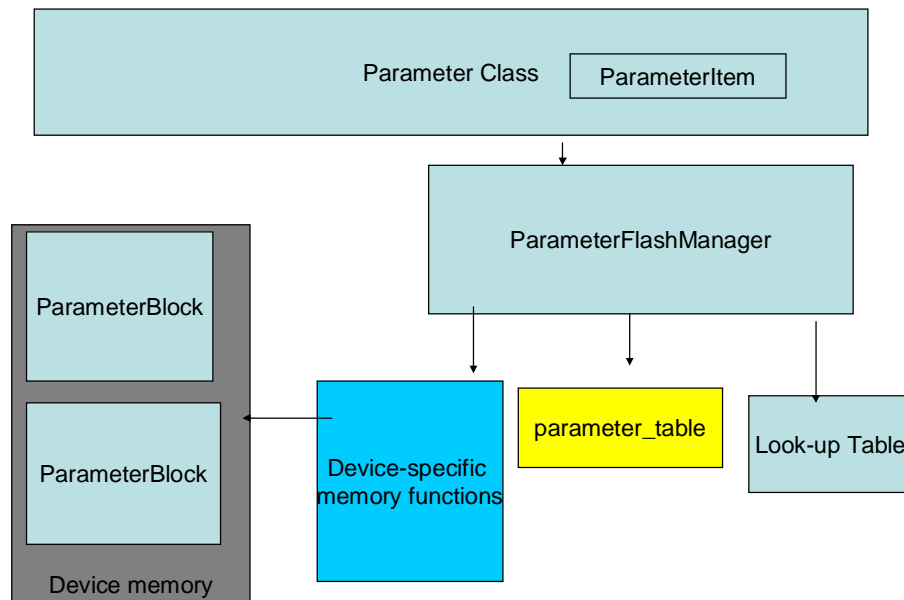 Parameter Class
ParameterItem
ParameterFlashManager
ParameterBlock
ParameterBlock
Device memory
Device-specific
memory functions
parameter_table
Look-up Table